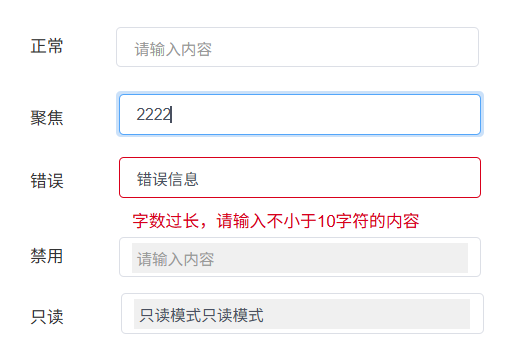 正常 请输入内容
聚焦 2222
错误 错误信息
字数过长，请输入不小于10字符的内容
禁用 请输入内容
只读 只读模式只读模式